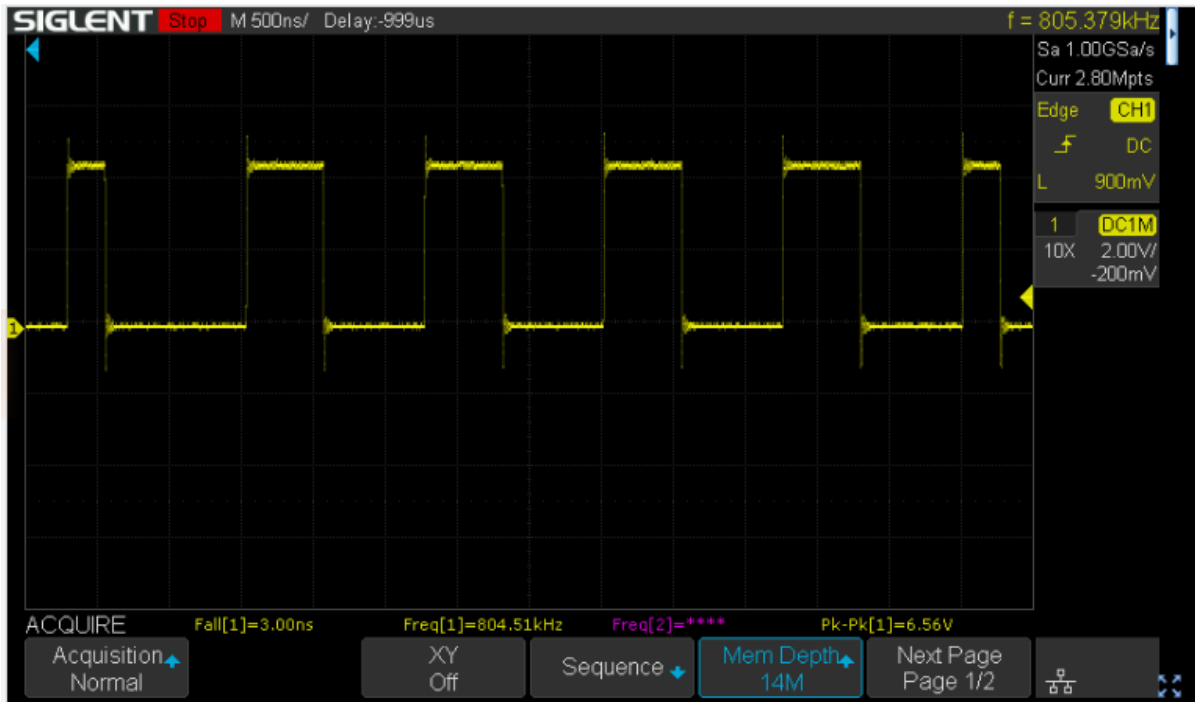 SIGLENT Stop M 500ns/ Delay:-999us f = 805.379kHz
Sa 1.00GSa/s
Curr 2.80Mpts
Edge CH1
DC
L 900mV
1 DC1M
10X 2.00V/
-200mV
1
ACQUIRE Fall[1]=3.00ns Freq[1]=804.51kHz Freq[2]=**** Pk-Pk[1]=6.56V
Acquisition XY Sequence Mem Depth Next Page
Normal Off 14M Page 1/2